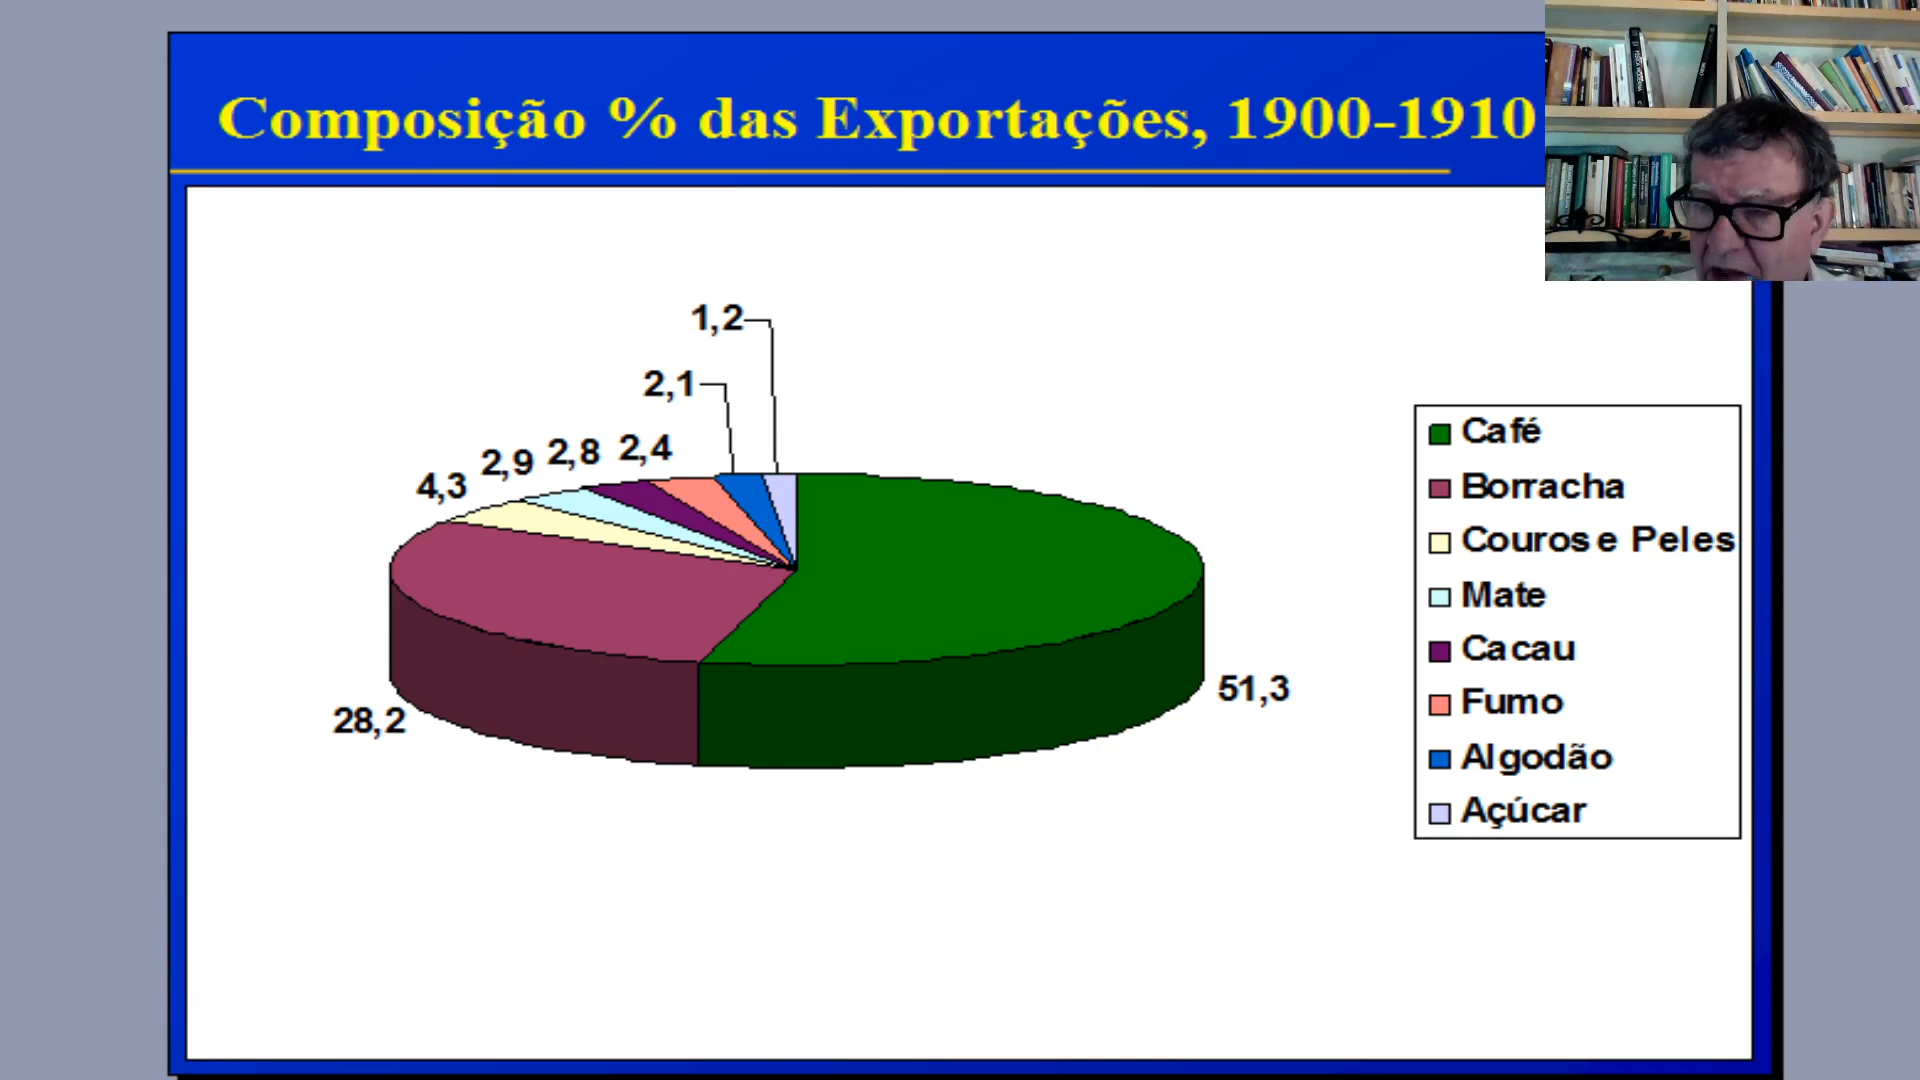 Composição % das Exportações, 1900-1910
1,2
2,1
2,4
2,8
2,9
4,3
28,2
51,3
Café
Borracha
Couros e Peles
Mate
Cacau
Fumo
Algodão
Açúcar